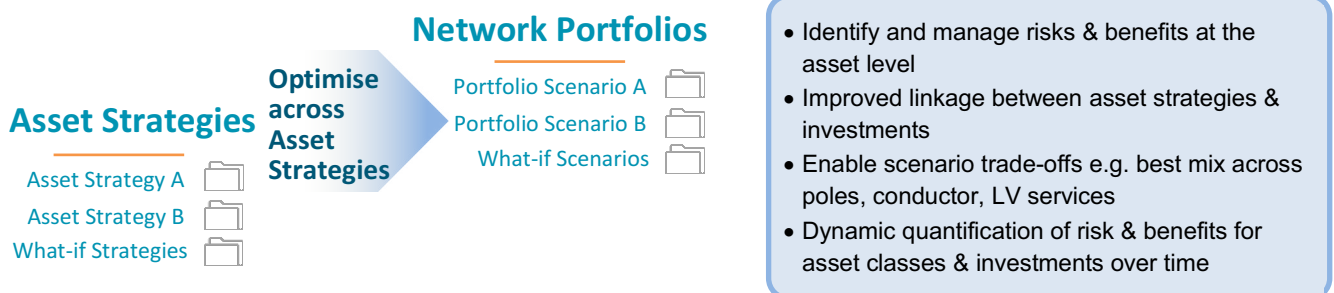 Asset Strategies
Asset Strategy A
Asset Strategy B
What-if Strategies
Optimise
across
Asset
Strategies
Network Portfolios
Portfolio Scenario A
Portfolio Scenario B
What-if Scenarios
• Identify and manage risks & benefits at the
asset level
• Improved linkage between asset strategies &
investments
• Enable scenario trade-offs e.g. best mix across
poles, conductor, LV services
• Dynamic quantification of risk & benefits for
asset classes & investments over time